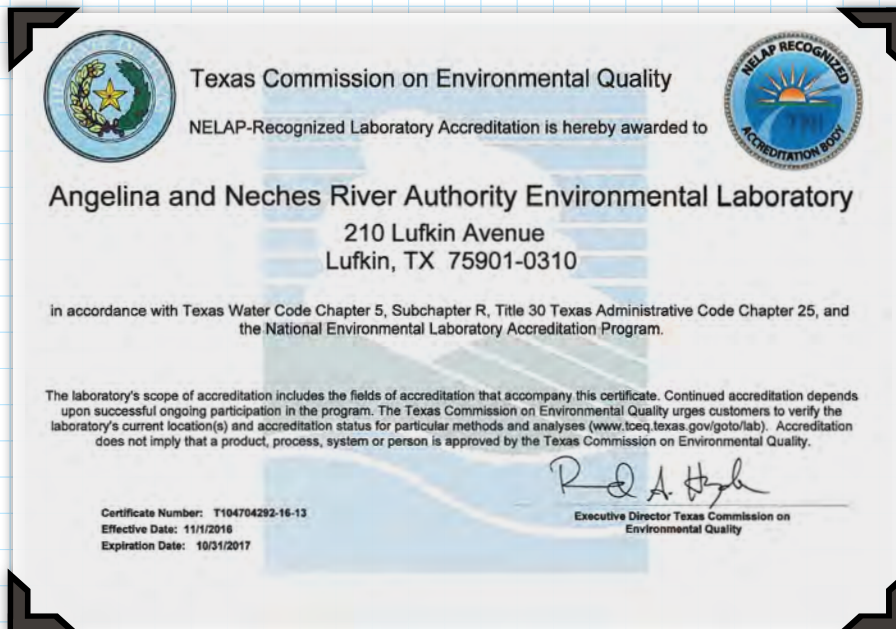 Texas Commission on Environmental Quality
NELAP RECOGNIZED
ACCREDITATION BODY
NELAP-Recognized Laboratory Accreditation is hereby awarded to
Angelina and Neches River Authority Environmental Laboratory
210 Lufkin Avenue
Lufkin, TX 75901-0310
in accordance with Texas Water Code Chapter 5, Subchapter R, Title 30 Texas Administrative Code Chapter 25, and
the National Environmental Laboratory Accreditation Program.
The laboratory's scope of accreditation includes the fields of accreditation that accompany this certificate. Continued accreditation depends
upon successful ongoing participation in the program. The Texas Commission on Environmental Quality urges customers to verify the
laboratory's current location(s) and accreditation status for particular methods and analyses (www.tceq.texas.gov/goto/lab). Accreditation
does not imply that a product, process, system or person is approved by the Texas Commission on Environmental Quality.
Certificate Number: T104704292-16-13
Effective Date: 11/1/2016
Expiration Date: 10/31/2017
Executive Director Texas Commission on
Environmental Quality